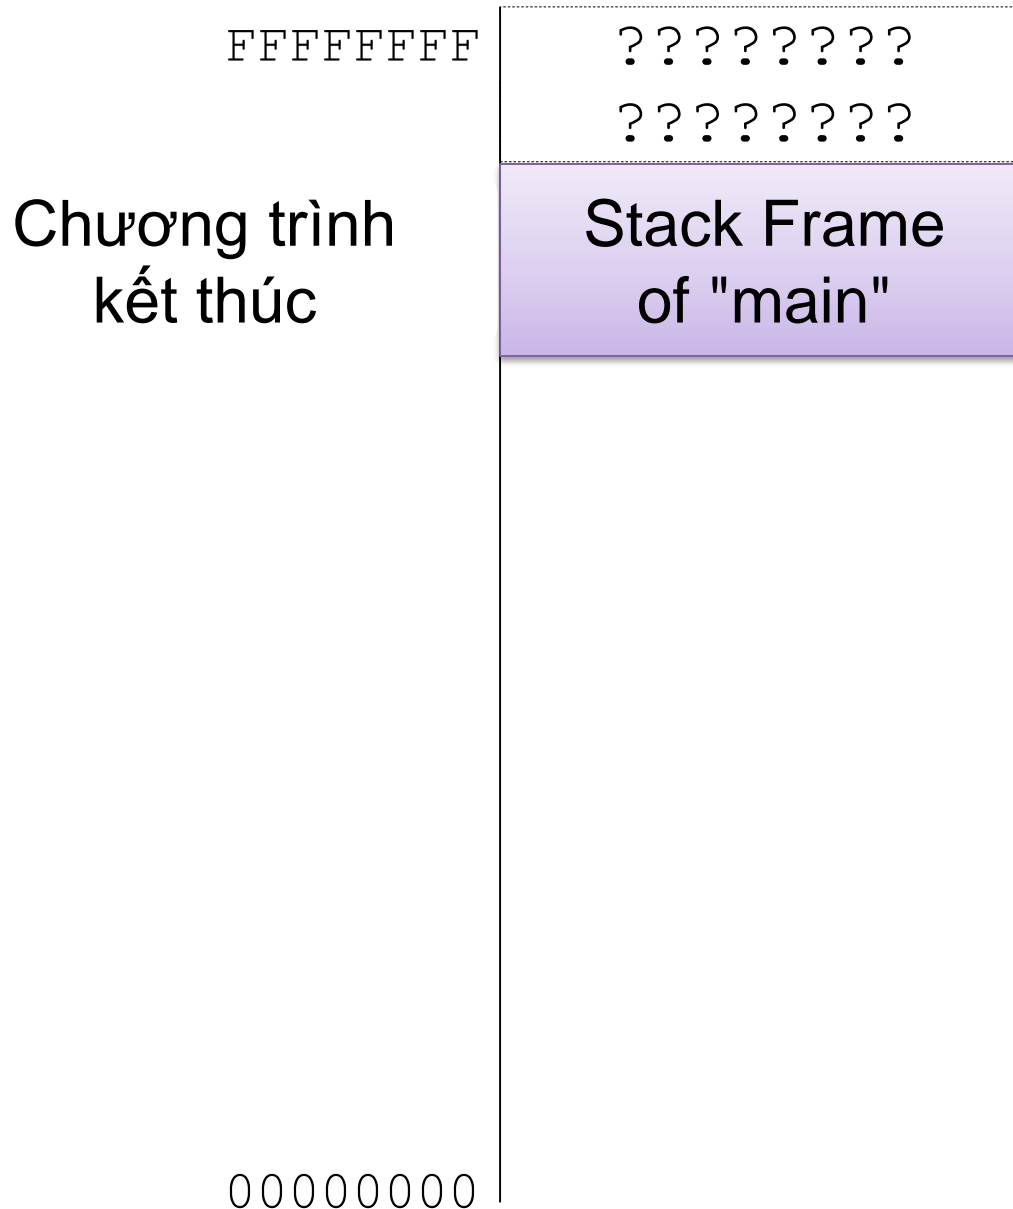 FFFFFFFF
????????
????????
Chương trình
kết thúc
Stack Frame
of "main"
00000000